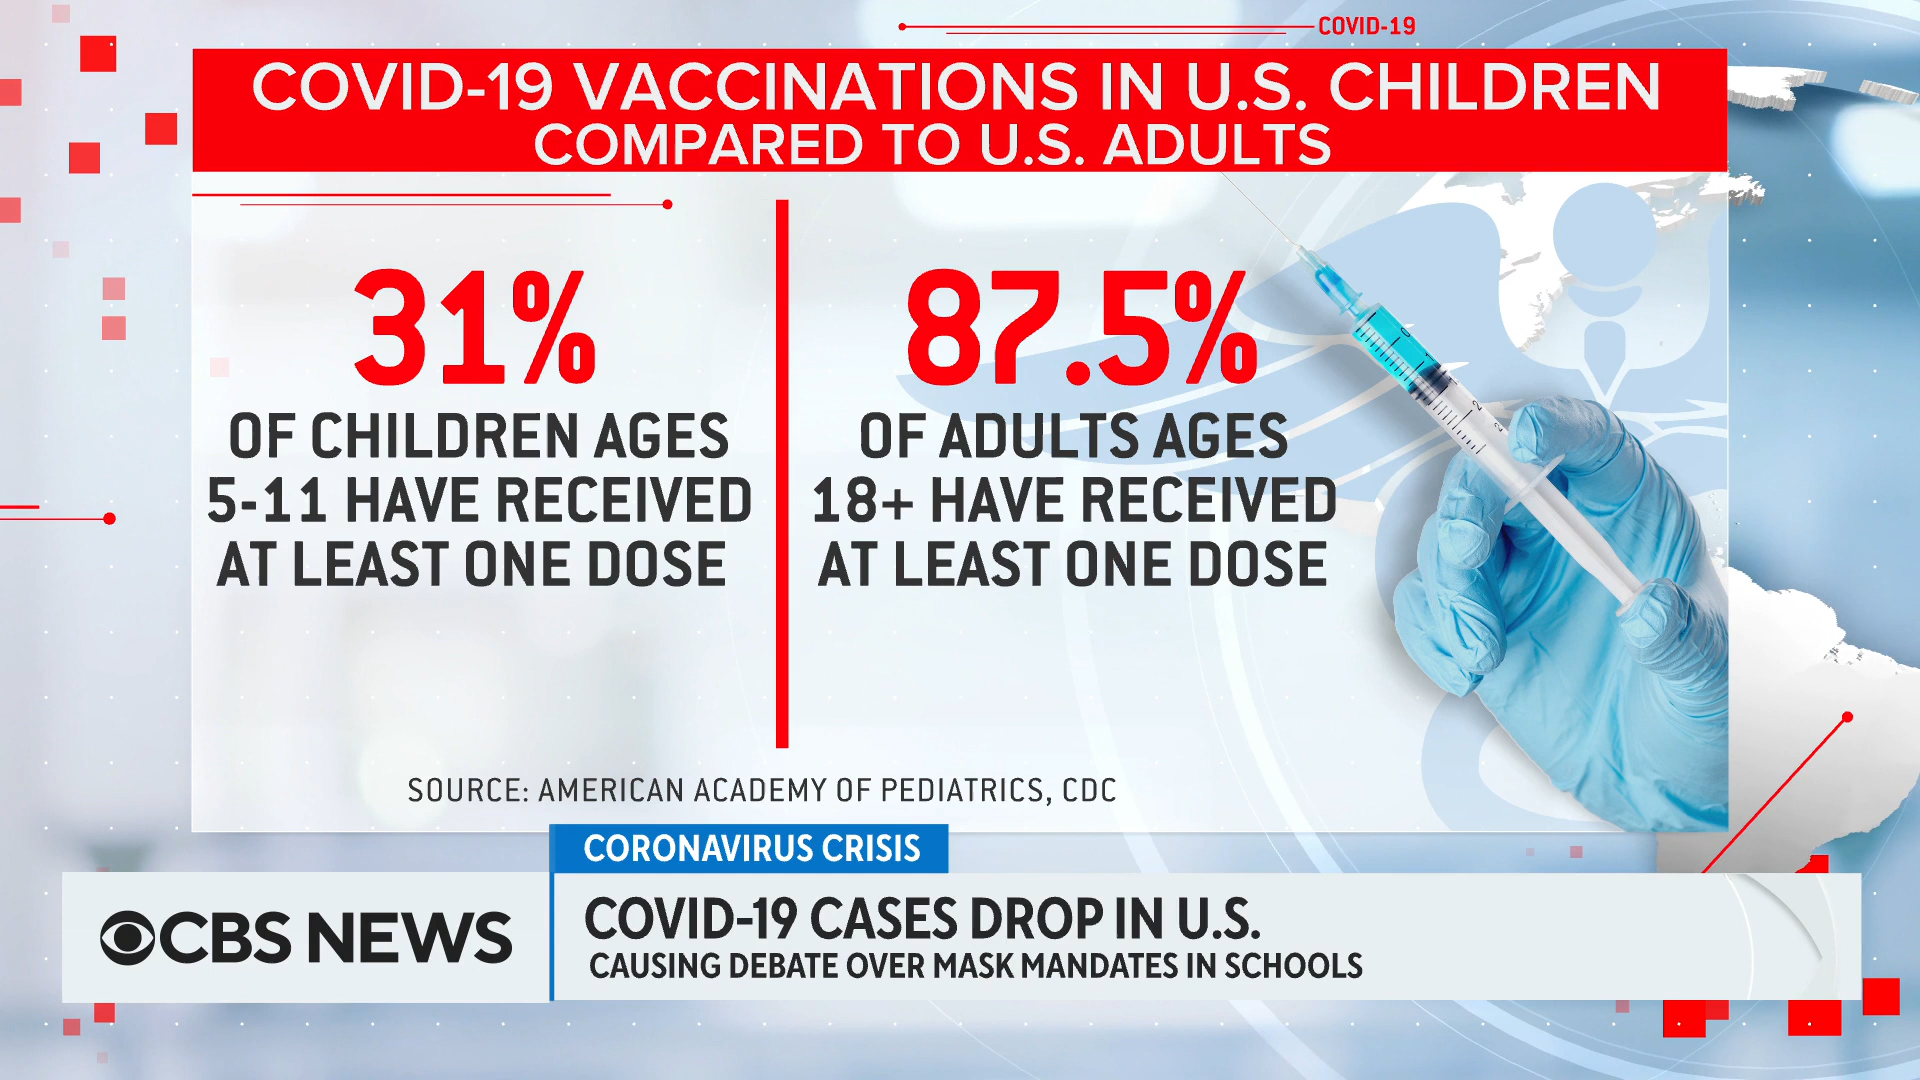 COVID-19
COVID-19 VACCINATIONS IN U.S. CHILDREN
COMPARED TO U.S. ADULTS
31%
OF CHILDREN AGES
5-11 HAVE RECEIVED
AT LEAST ONE DOSE
87.5%
OF ADULTS AGES
18+ HAVE RECEIVED
AT LEAST ONE DOSE
SOURCE: AMERICAN ACADEMY OF PEDIATRICS, CDC
CORONAVIRUS CRISIS
CBS NEWS
COVID-19 CASES DROP IN U.S.
CAUSING DEBATE OVER MASK MANDATES IN SCHOOLS